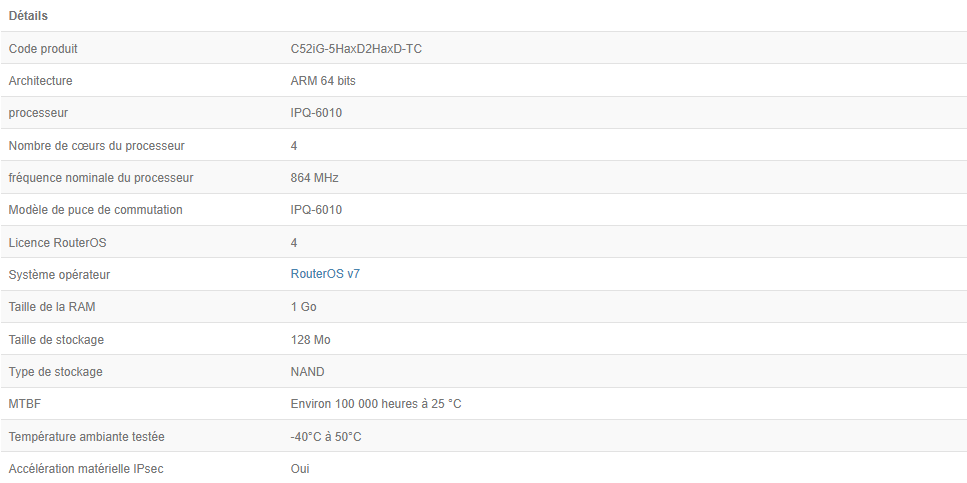 Détails
Code produit C52iG-5HaxD2HaxD-TC
Architecture ARM 64 bits
processeur IPQ-6010
Nombre de cœurs du processeur 4
fréquence nominale du processeur 864 MHz
Modèle de puce de commutation IPQ-6010
Licence RouterOS 4
Système opérateur RouterOS v7
Taille de la RAM 1 Go
Taille de stockage 128 Mo
Type de stockage NAND
MTBF Environ 100 000 heures à 25 °C
Température ambiante testée -40°C à 50°C
Accélération matérielle IPsec Oui